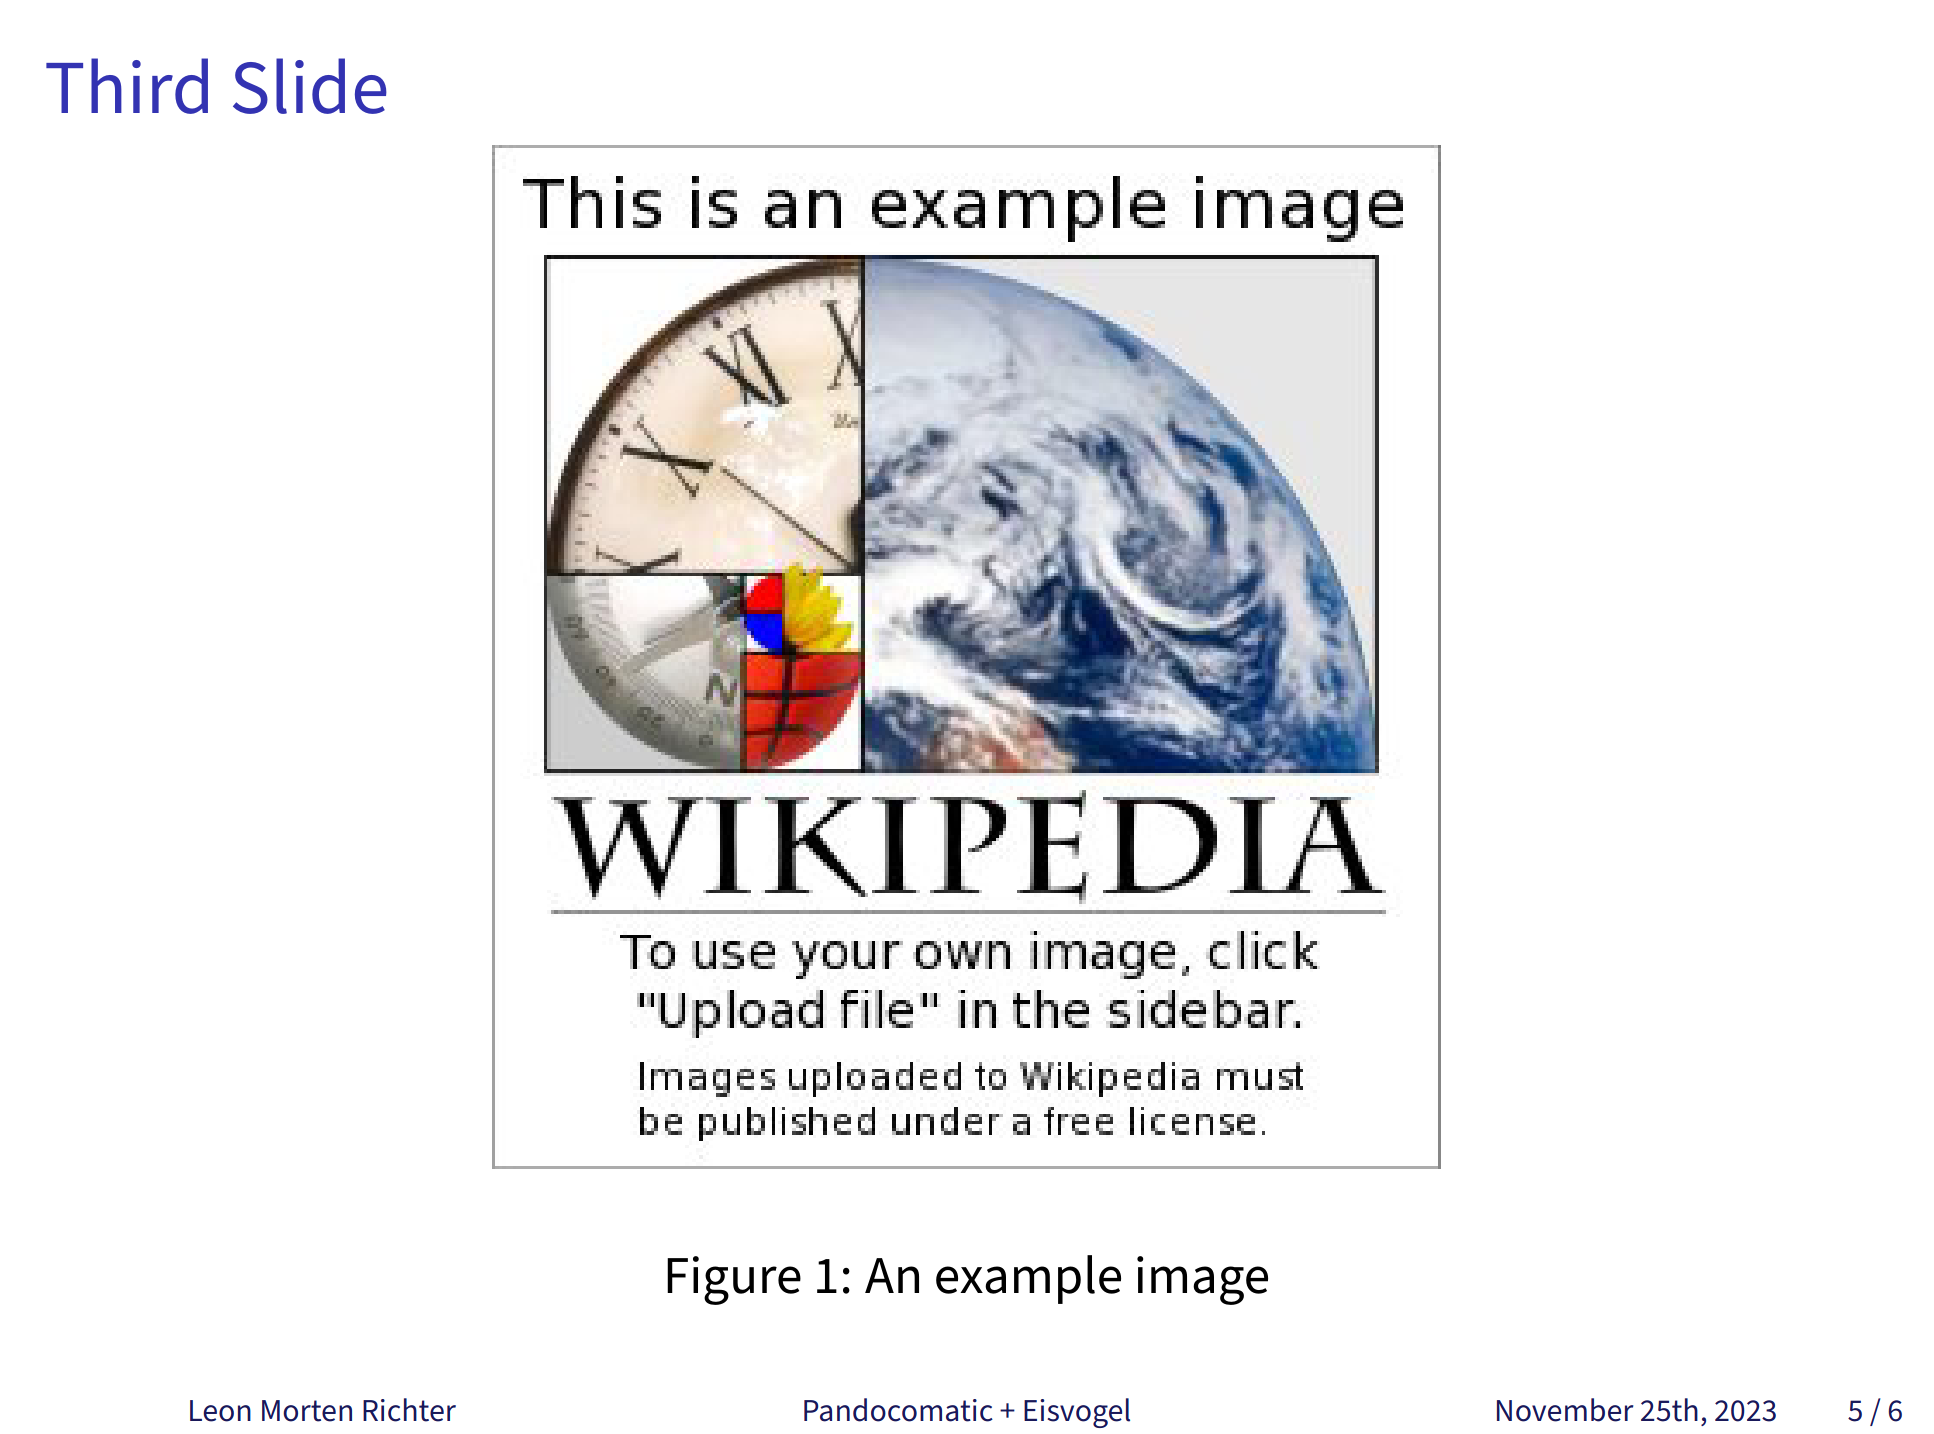 Third Slide
This is an example image
N
WIKIPEDIA
To use your own image, click
"Upload file" in the sidebar.
Images uploaded to Wikipedia must
be published under a free license.
Figure 1: An example image
Leon Morten Richter Pandocomatic + Eisvogel November 25th, 2023 5 / 6